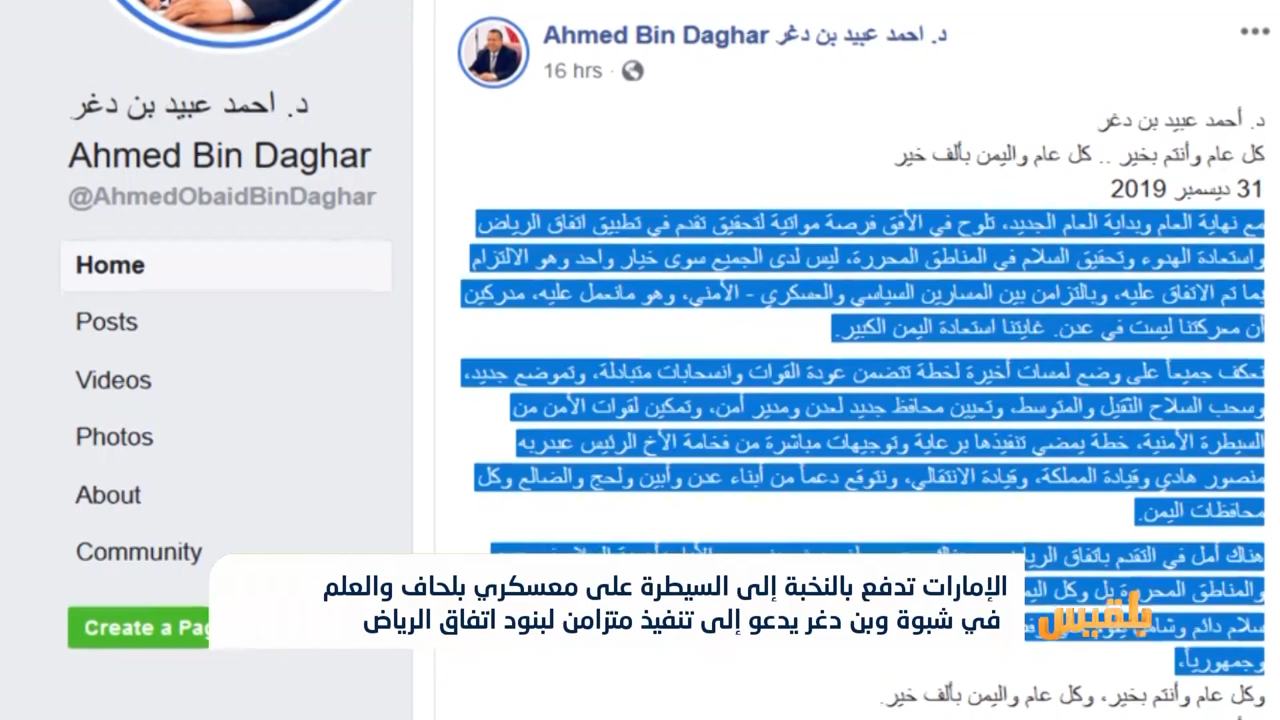 د. احمد عبيد بن دغر
Ahmed Bin Daghar
@AhmedObaidBinDaghar
Home
Posts
Videos
Photos
About
Community
Create a Pag
Ahmed Bin Daghar د. احمد عبيد بن دغر
16 hrs ·
د. أحمد عبيد بن دغر
كل عام وأنتم بخير .. كل عام واليمن بألف خير
31 ديسمبر 2019
مع نهاية العام وبداية العام الجديد، تلوح في الأفق فرصة مواتية لتحقيق تقدم في تطبيق اتفاق الرياض
واستعادة الهدوء وتحقيق السلام في المناطق المحررة، ليس لدى الجميع سوى خيار واحد وهو الالتزام
بما تم الاتفاق عليه، وبالتزامن بين المسارين السياسي والعسكري - الأمني، وهو مانعمل عليه، مدركين
أن معركتنا ليست في عدن. غايتنا استعادة اليمن الكبير.
نعكف جميعاً على وضع لمسات أخيرة لخطة تتضمن عودة القوات وانسحابات متبادلة، وتموضع جديد،
وسحب السلاح الثقيل والمتوسط، وتعيين محافظ جديد لعدن ومدير أمن، وتمكين لقوات الأمن من
السيطرة الأمنية، خطة يمضي تنفيذها برعاية وتوجيهات مباشرة من فخامة الأخ الرئيس عبدربه
منصور هادي وقيادة المملكة، وقيادة الانتقالي، ونتوقع دعماً من أبناء عدن وأبين ولحج والضالع وكل
محافظات اليمن.
هناك أمل في التقدم باتفاق
والمناطق المحررة بل وكل
سلام دائم
وجمهورياً،
وكل عام وأنتم بخير، وكل عام واليمن بألف خير.
الإمارات تدفع بالنخبة إلى السيطرة على معسكري بلحاف والعلم
في شبوة وبن دغر يدعو إلى تنفيذ متزامن لبنود اتفاق الرياض
بلقيس